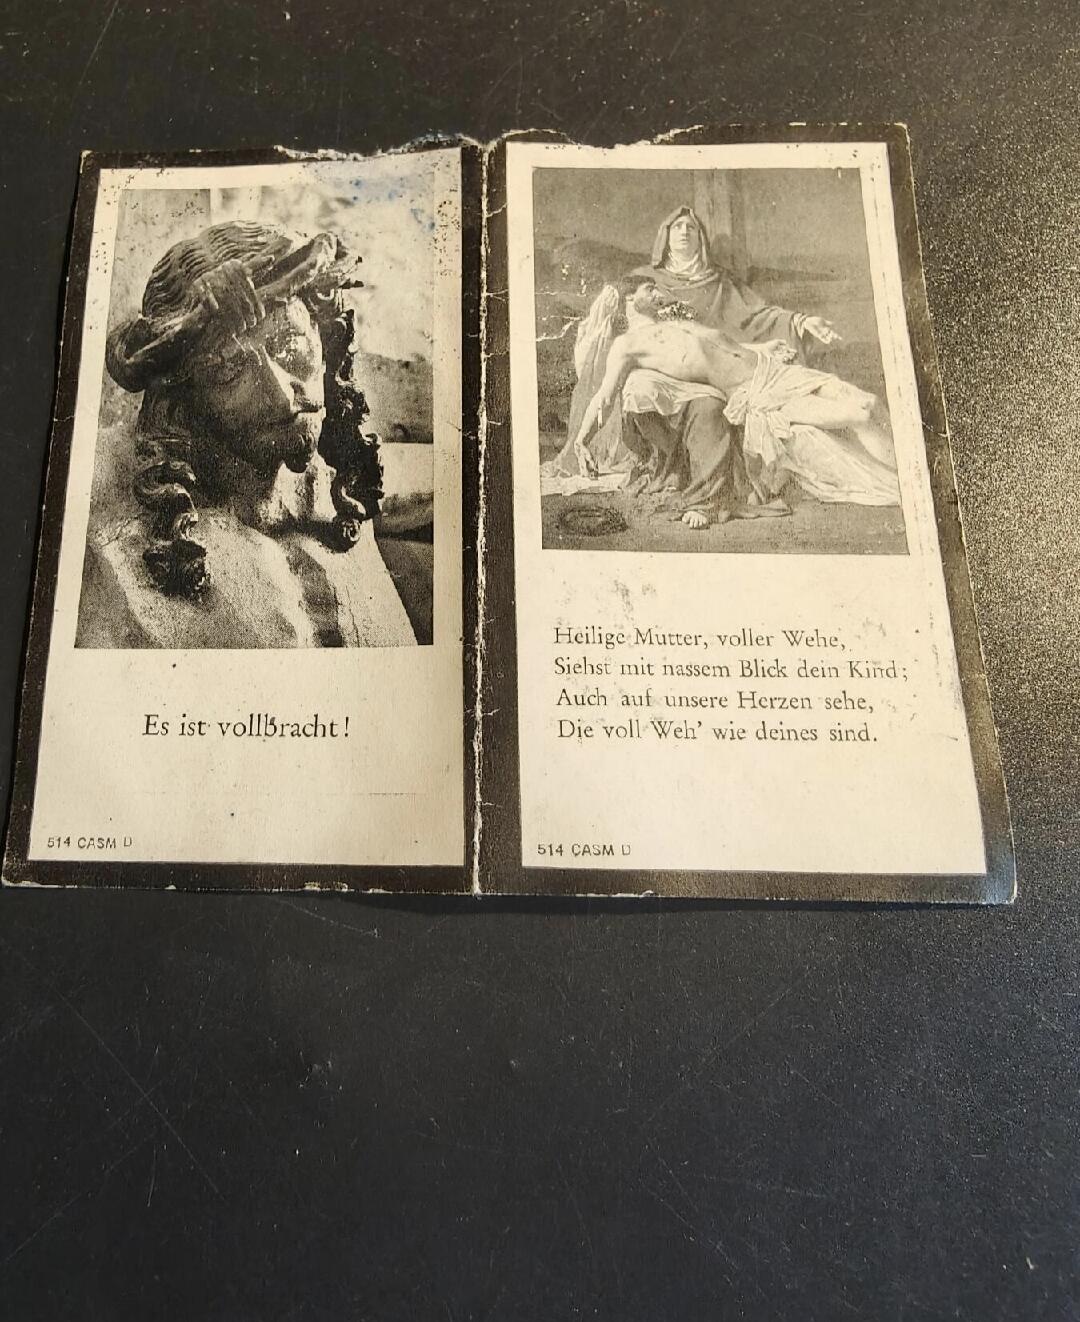 Es ist vollbracht!
514 CASM D
Heilige Mutter, voller Wehe,
Siehst mit nassem Blick dein Kind;
Auch auf unsere Herzen sehe,
Die voll Weh' wie deines sind.
514 CASM D